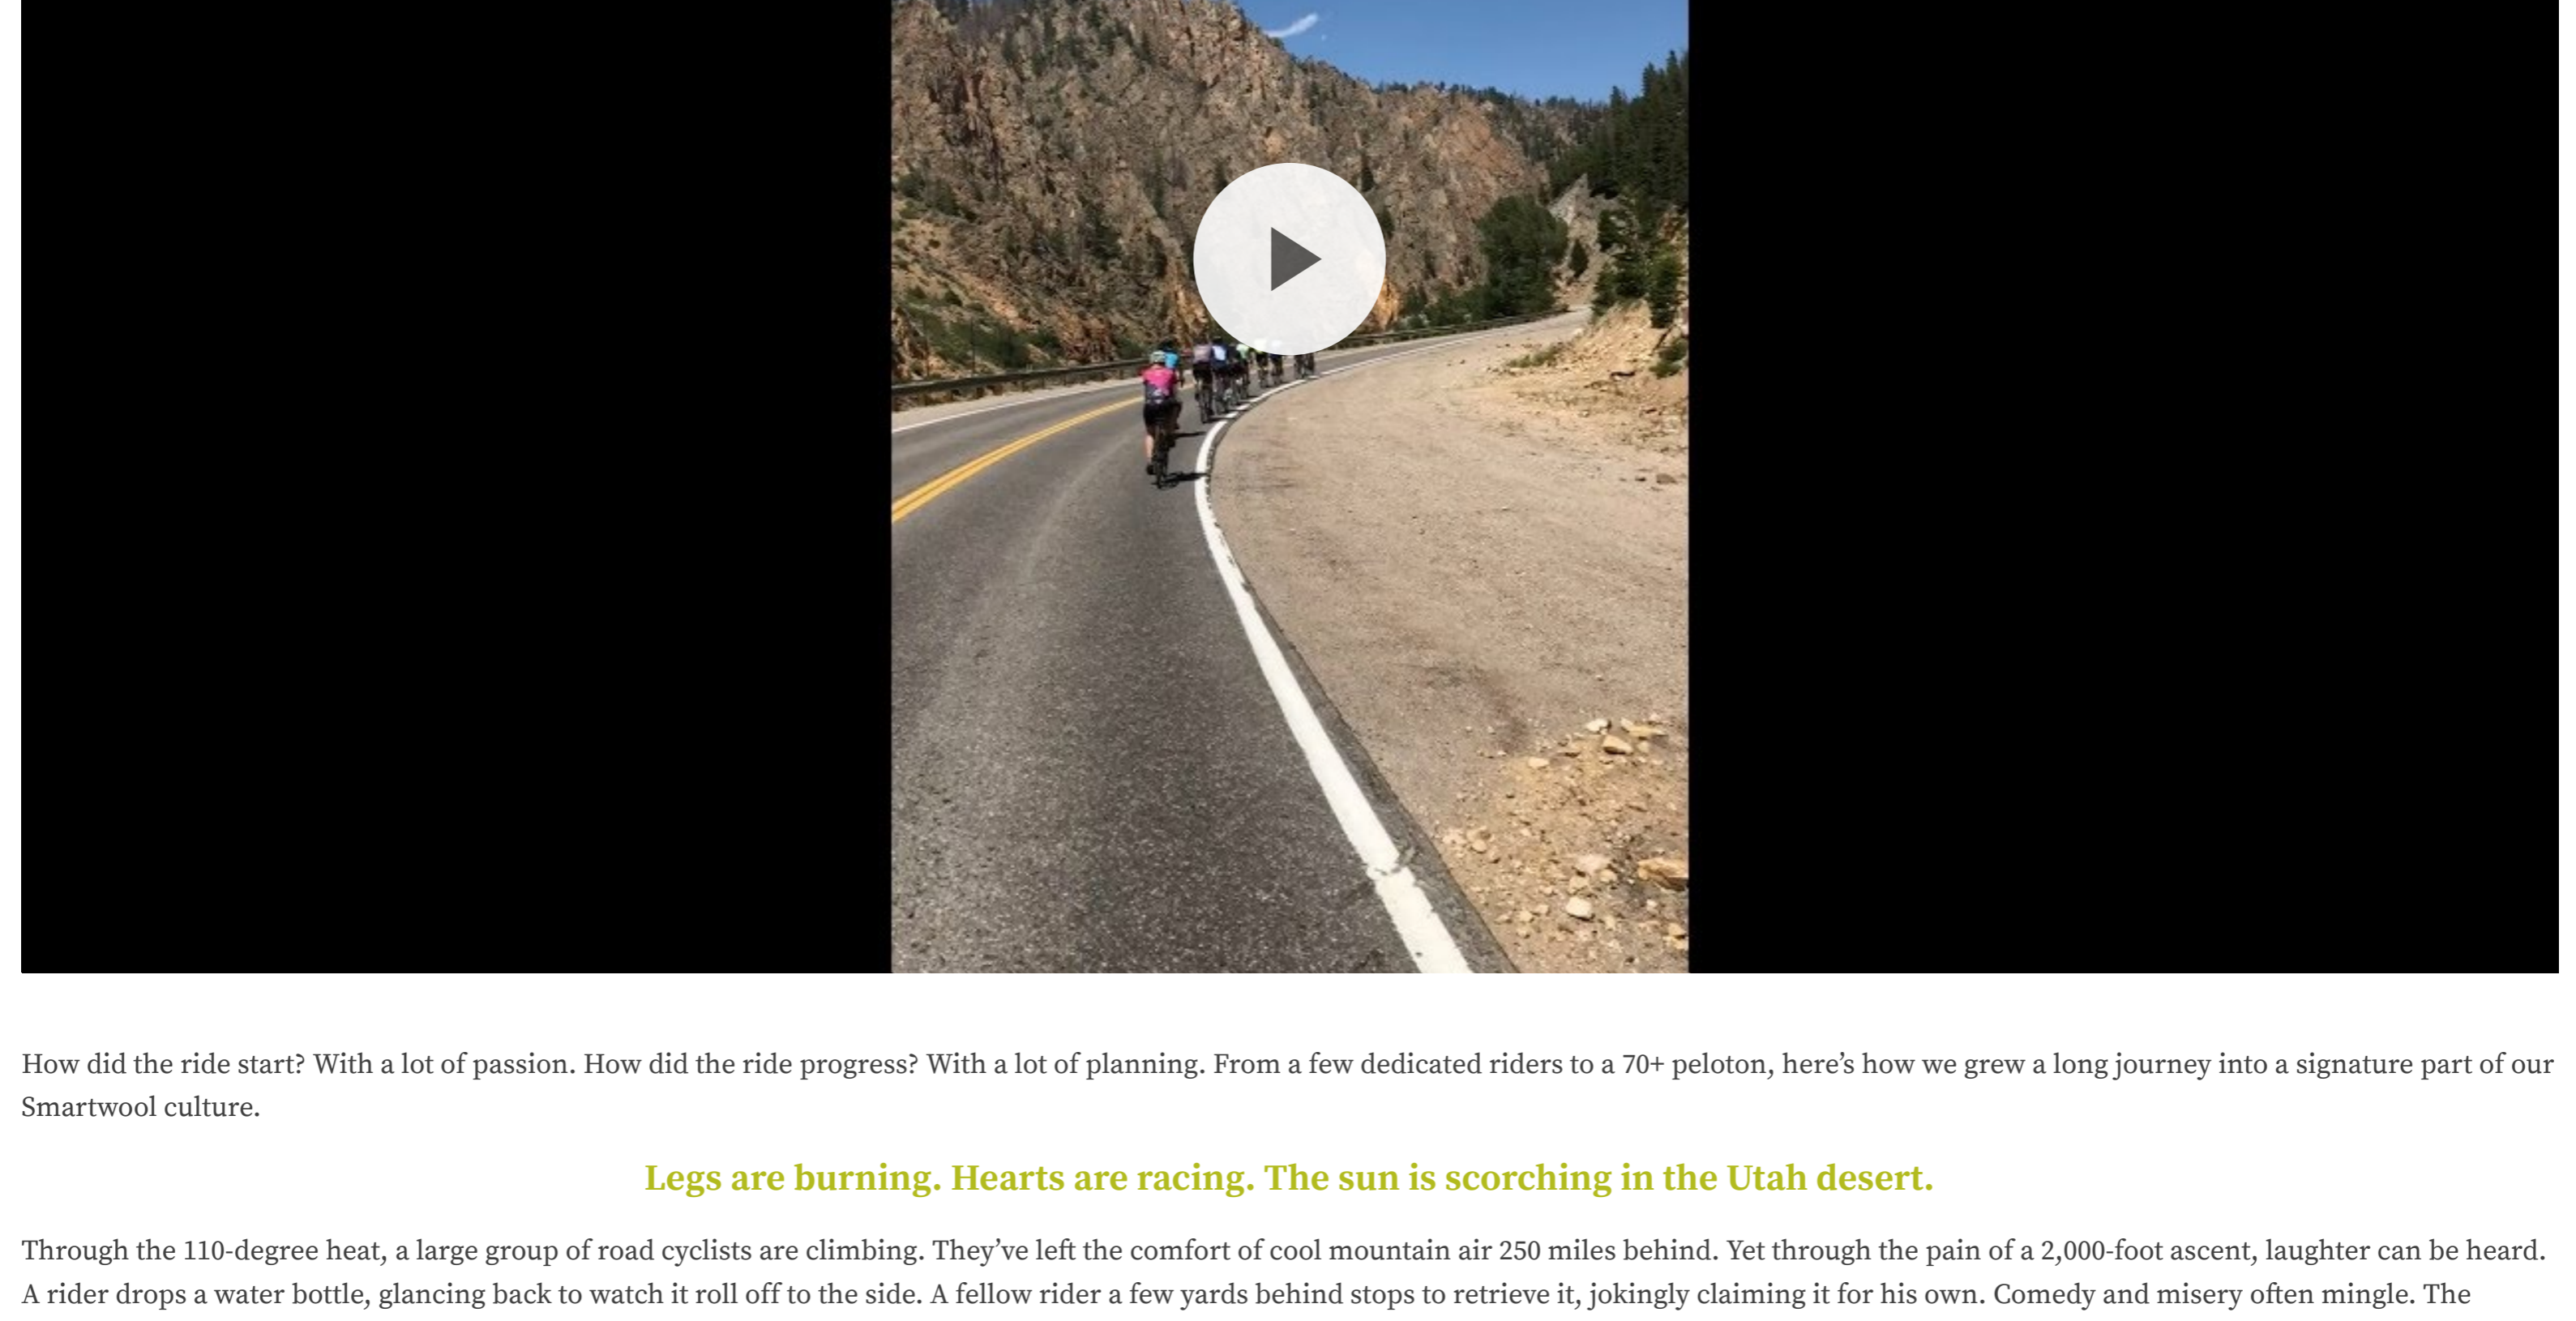 How did the ride start? With a lot of passion. How did the ride progress? With a lot of planning. From a few dedicated riders to a 70+ peloton, here’s how we grew a long journey into a signature part of our
Smartwool culture.
Legs are burning. Hearts are racing. The sun is scorching in the Utah desert.
Through the 110-degree heat, a large group of road cyclists are climbing. They’ve left the comfort of cool mountain air 250 miles behind. Yet through the pain of a 2,000-foot ascent, laughter can be heard.
A rider drops a water bottle, glancing back to watch it roll off to the side. A fellow rider a few yards behind stops to retrieve it, jokingly claiming it for his own. Comedy and misery often mingle. The